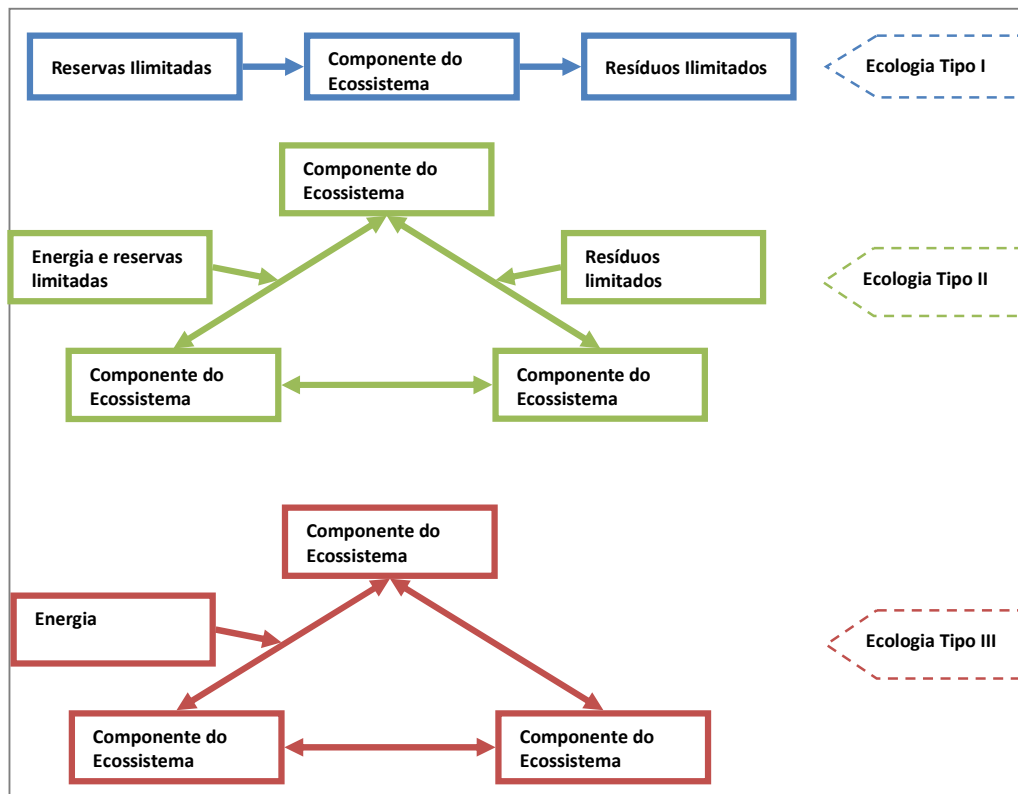 Reservas Ilimitadas
Componente do
Ecossistema
Resíduos Ilimitados
Ecologia Tipo I
Componente do
Ecossistema
Energia e reservas
limitadas
Resíduos
limitados
Ecologia Tipo II
Componente do
Ecossistema
Componente do
Ecossistema
Componente do
Ecossistema
Energia
Ecologia Tipo III
Componente do
Ecossistema
Componente do
Ecossistema